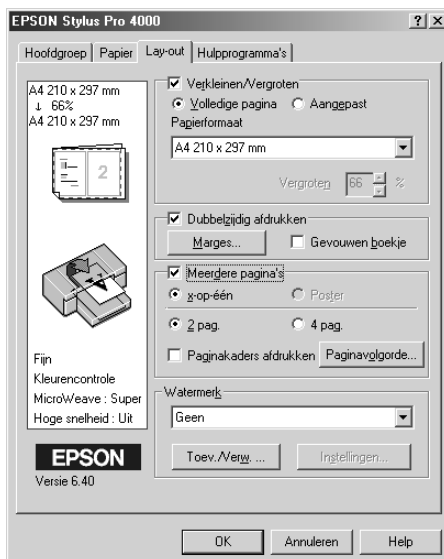 EPSON Stylus Pro 4000
Hoofdgroep Papier Lay-out Hulpprogramma's
A4 210 x 297 mm
↓ 66%
A4 210 x 297 mm
2
Fijn
Kleurencontrole
MicroWeave : Super
Hoge snelheid : Uit
EPSON
Versie 6.40
Verkleinen/Vergroten
Volledige pagina Aangepast
Papierformaat
A4 210 x 297 mm
Vergroten 66 %
Dubbelzijdig afdrukken
Marges... Gevouwen boekje
Meerdere pagina's
x-op-één Poster
2 pag. 4 pag.
Paginakaders afdrukken Paginavolgorde...
Watermerk
Geen
Toev./Verw. ... Instellingen...
OK Annuleren Help